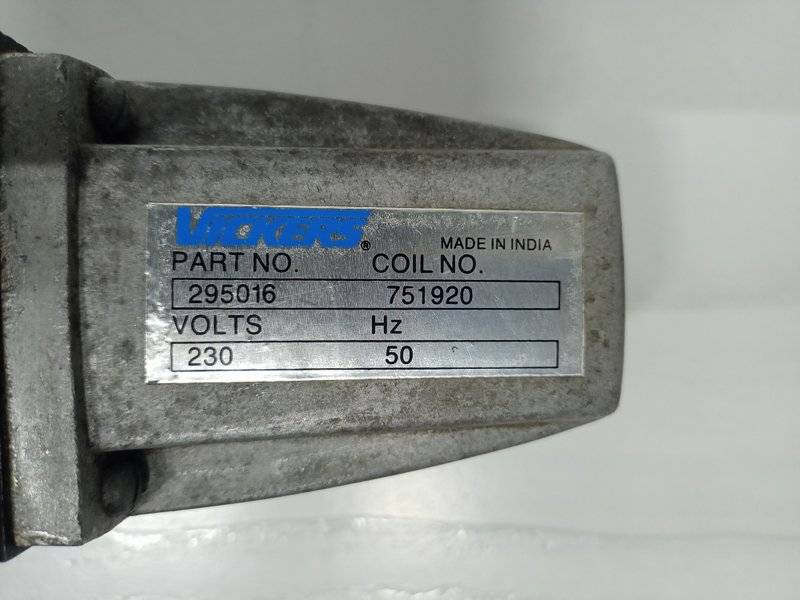 VICKERS® MADE IN INDIA
PART NO. COIL NO.
295016 751920
VOLTS Hz
230 50